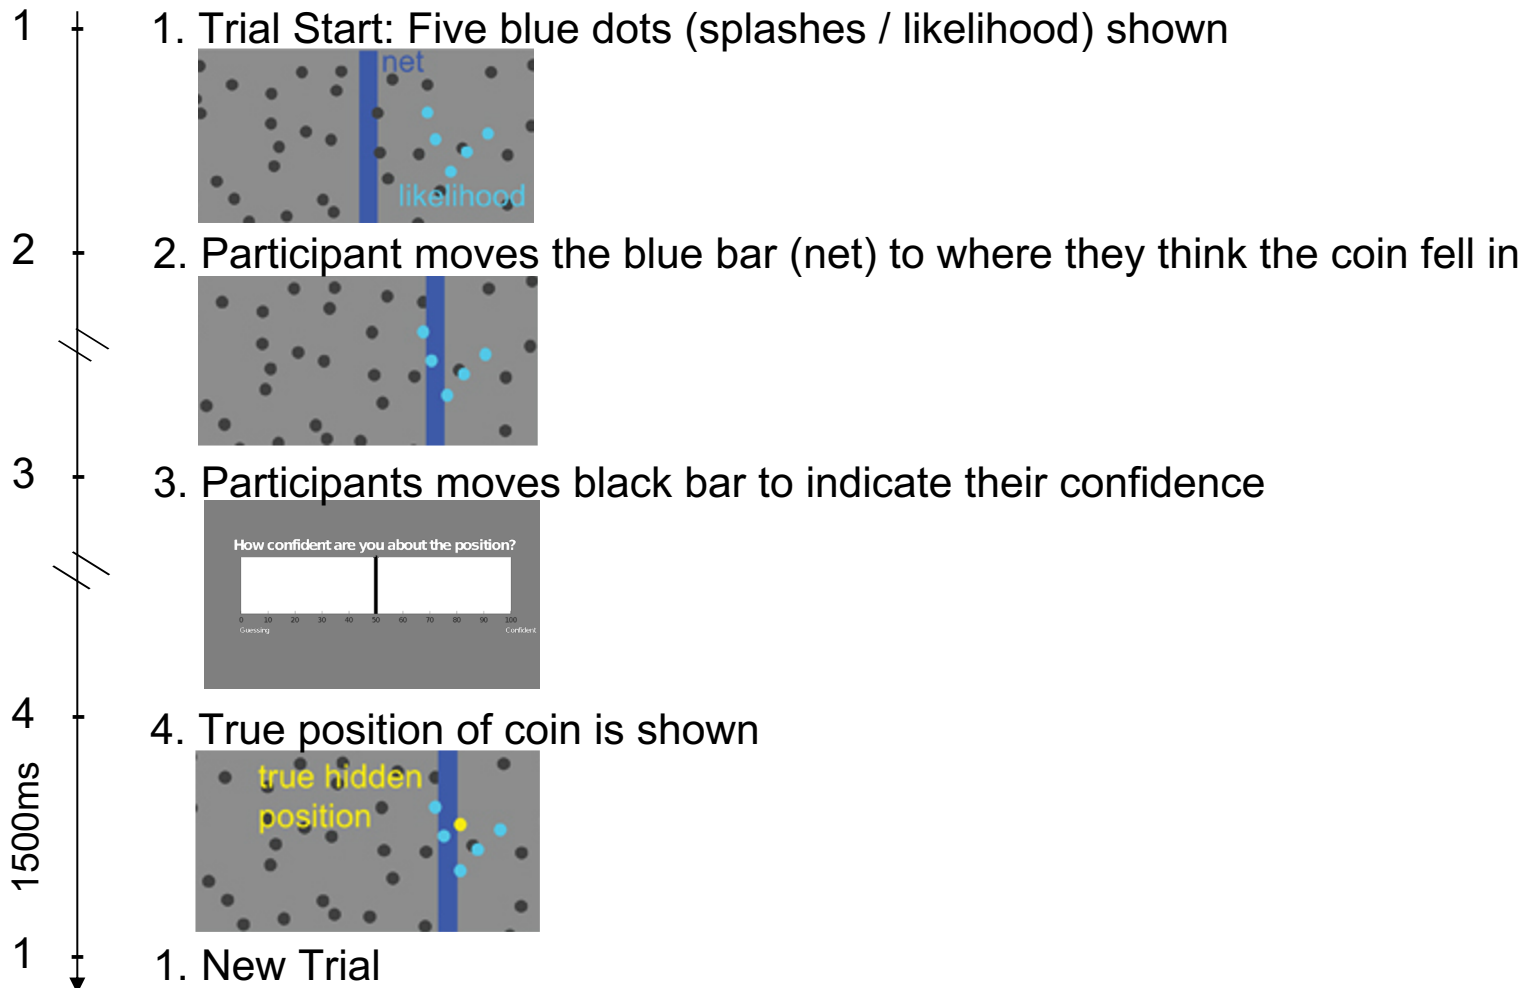 1
1. Trial Start: Five blue dots (splashes / likelihood) shown
net
likelihood
2
2. Participant moves the blue bar (net) to where they think the coin fell in
3
3. Participants moves black bar to indicate their confidence
How confident are you about the position?
0 10 20 30 40 50 60 70 80 90 100
Guessing Confident
4
4. True position of coin is shown
true hidden
position
1500ms
1
1. New Trial